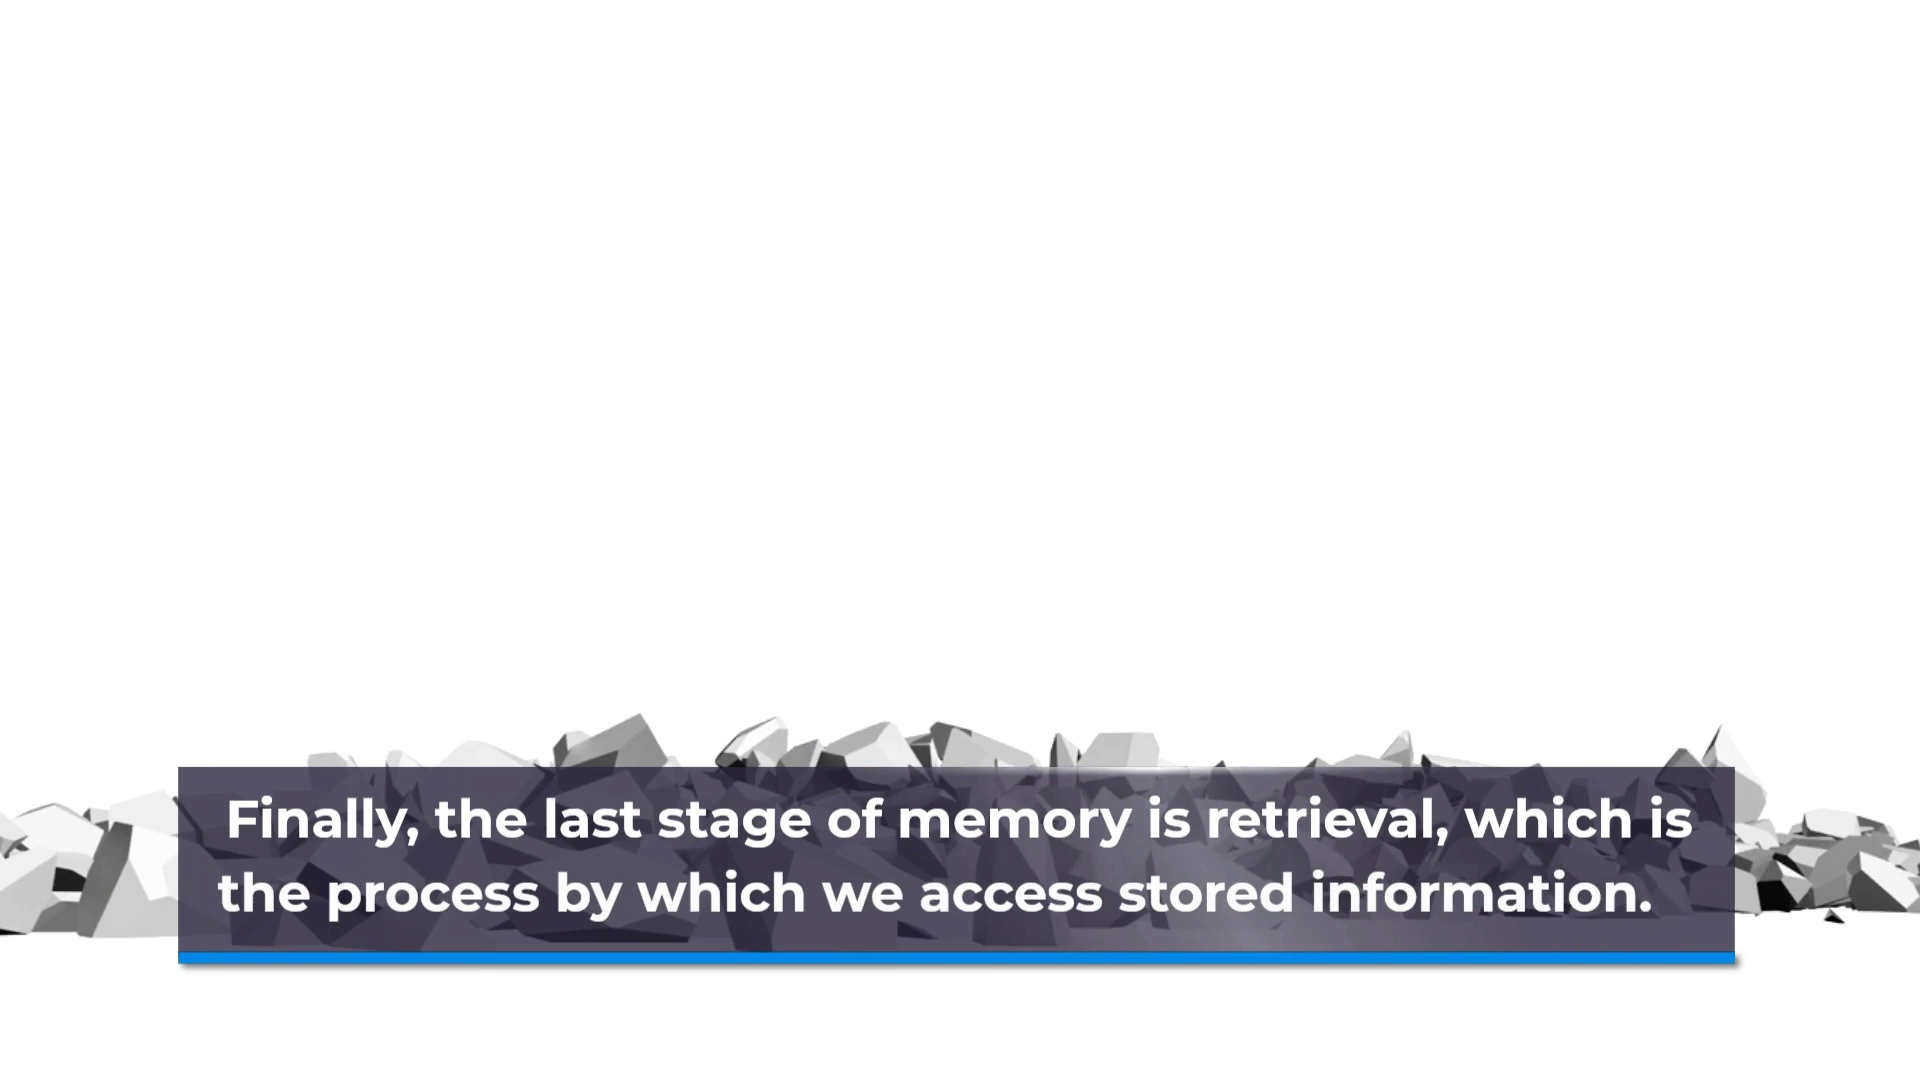 Finally, the last stage of memory is retrieval, which is
the process by which we access stored information.